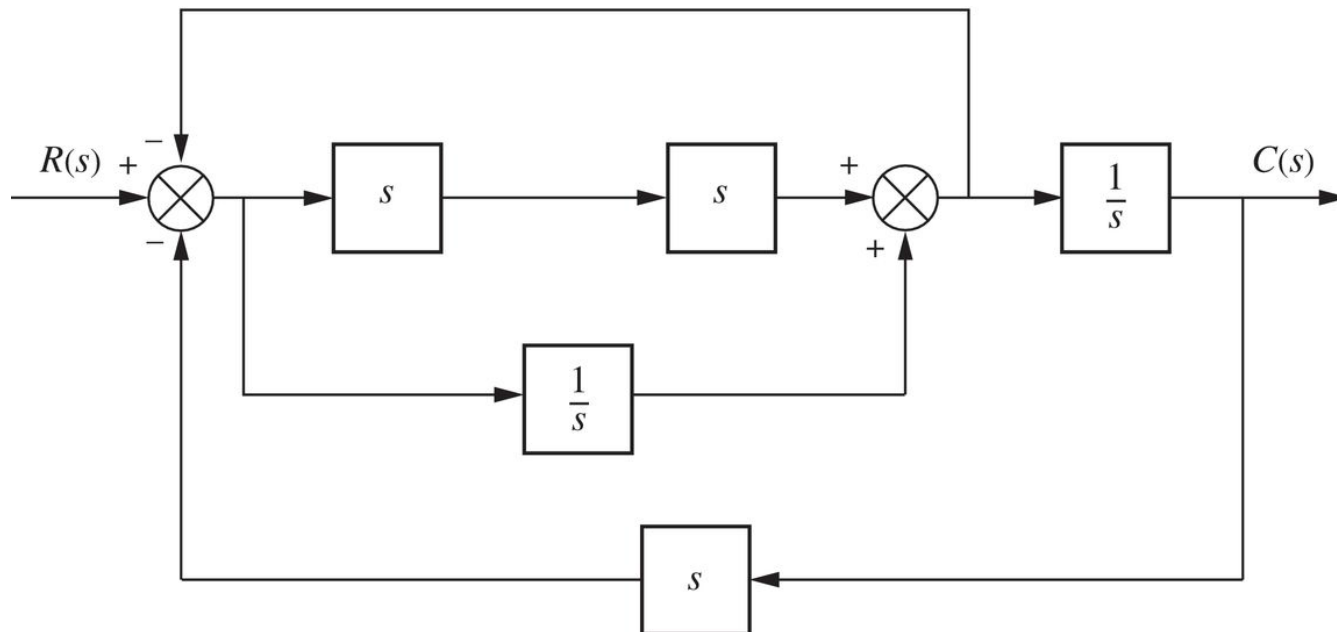 −
R(s) + s s + 1/s C(s)
− +
1/s
s